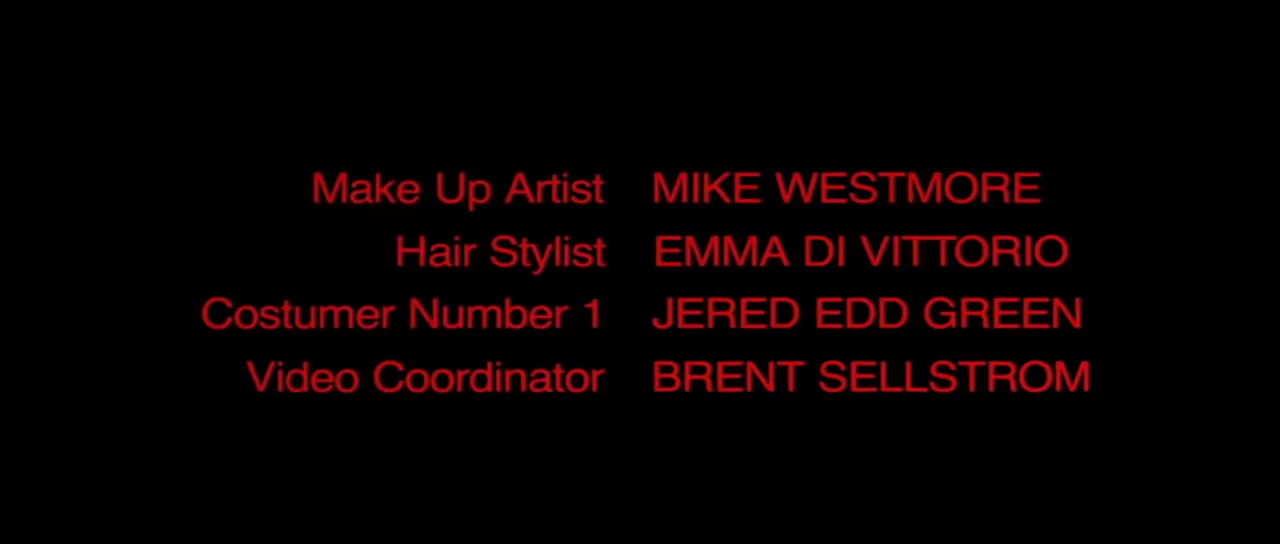 Make Up Artist MIKE WESTMORE
Hair Stylist EMMA DI VITTORIO
Costumer Number 1 JERED EDD GREEN
Video Coordinator BRENT SELLSTROM